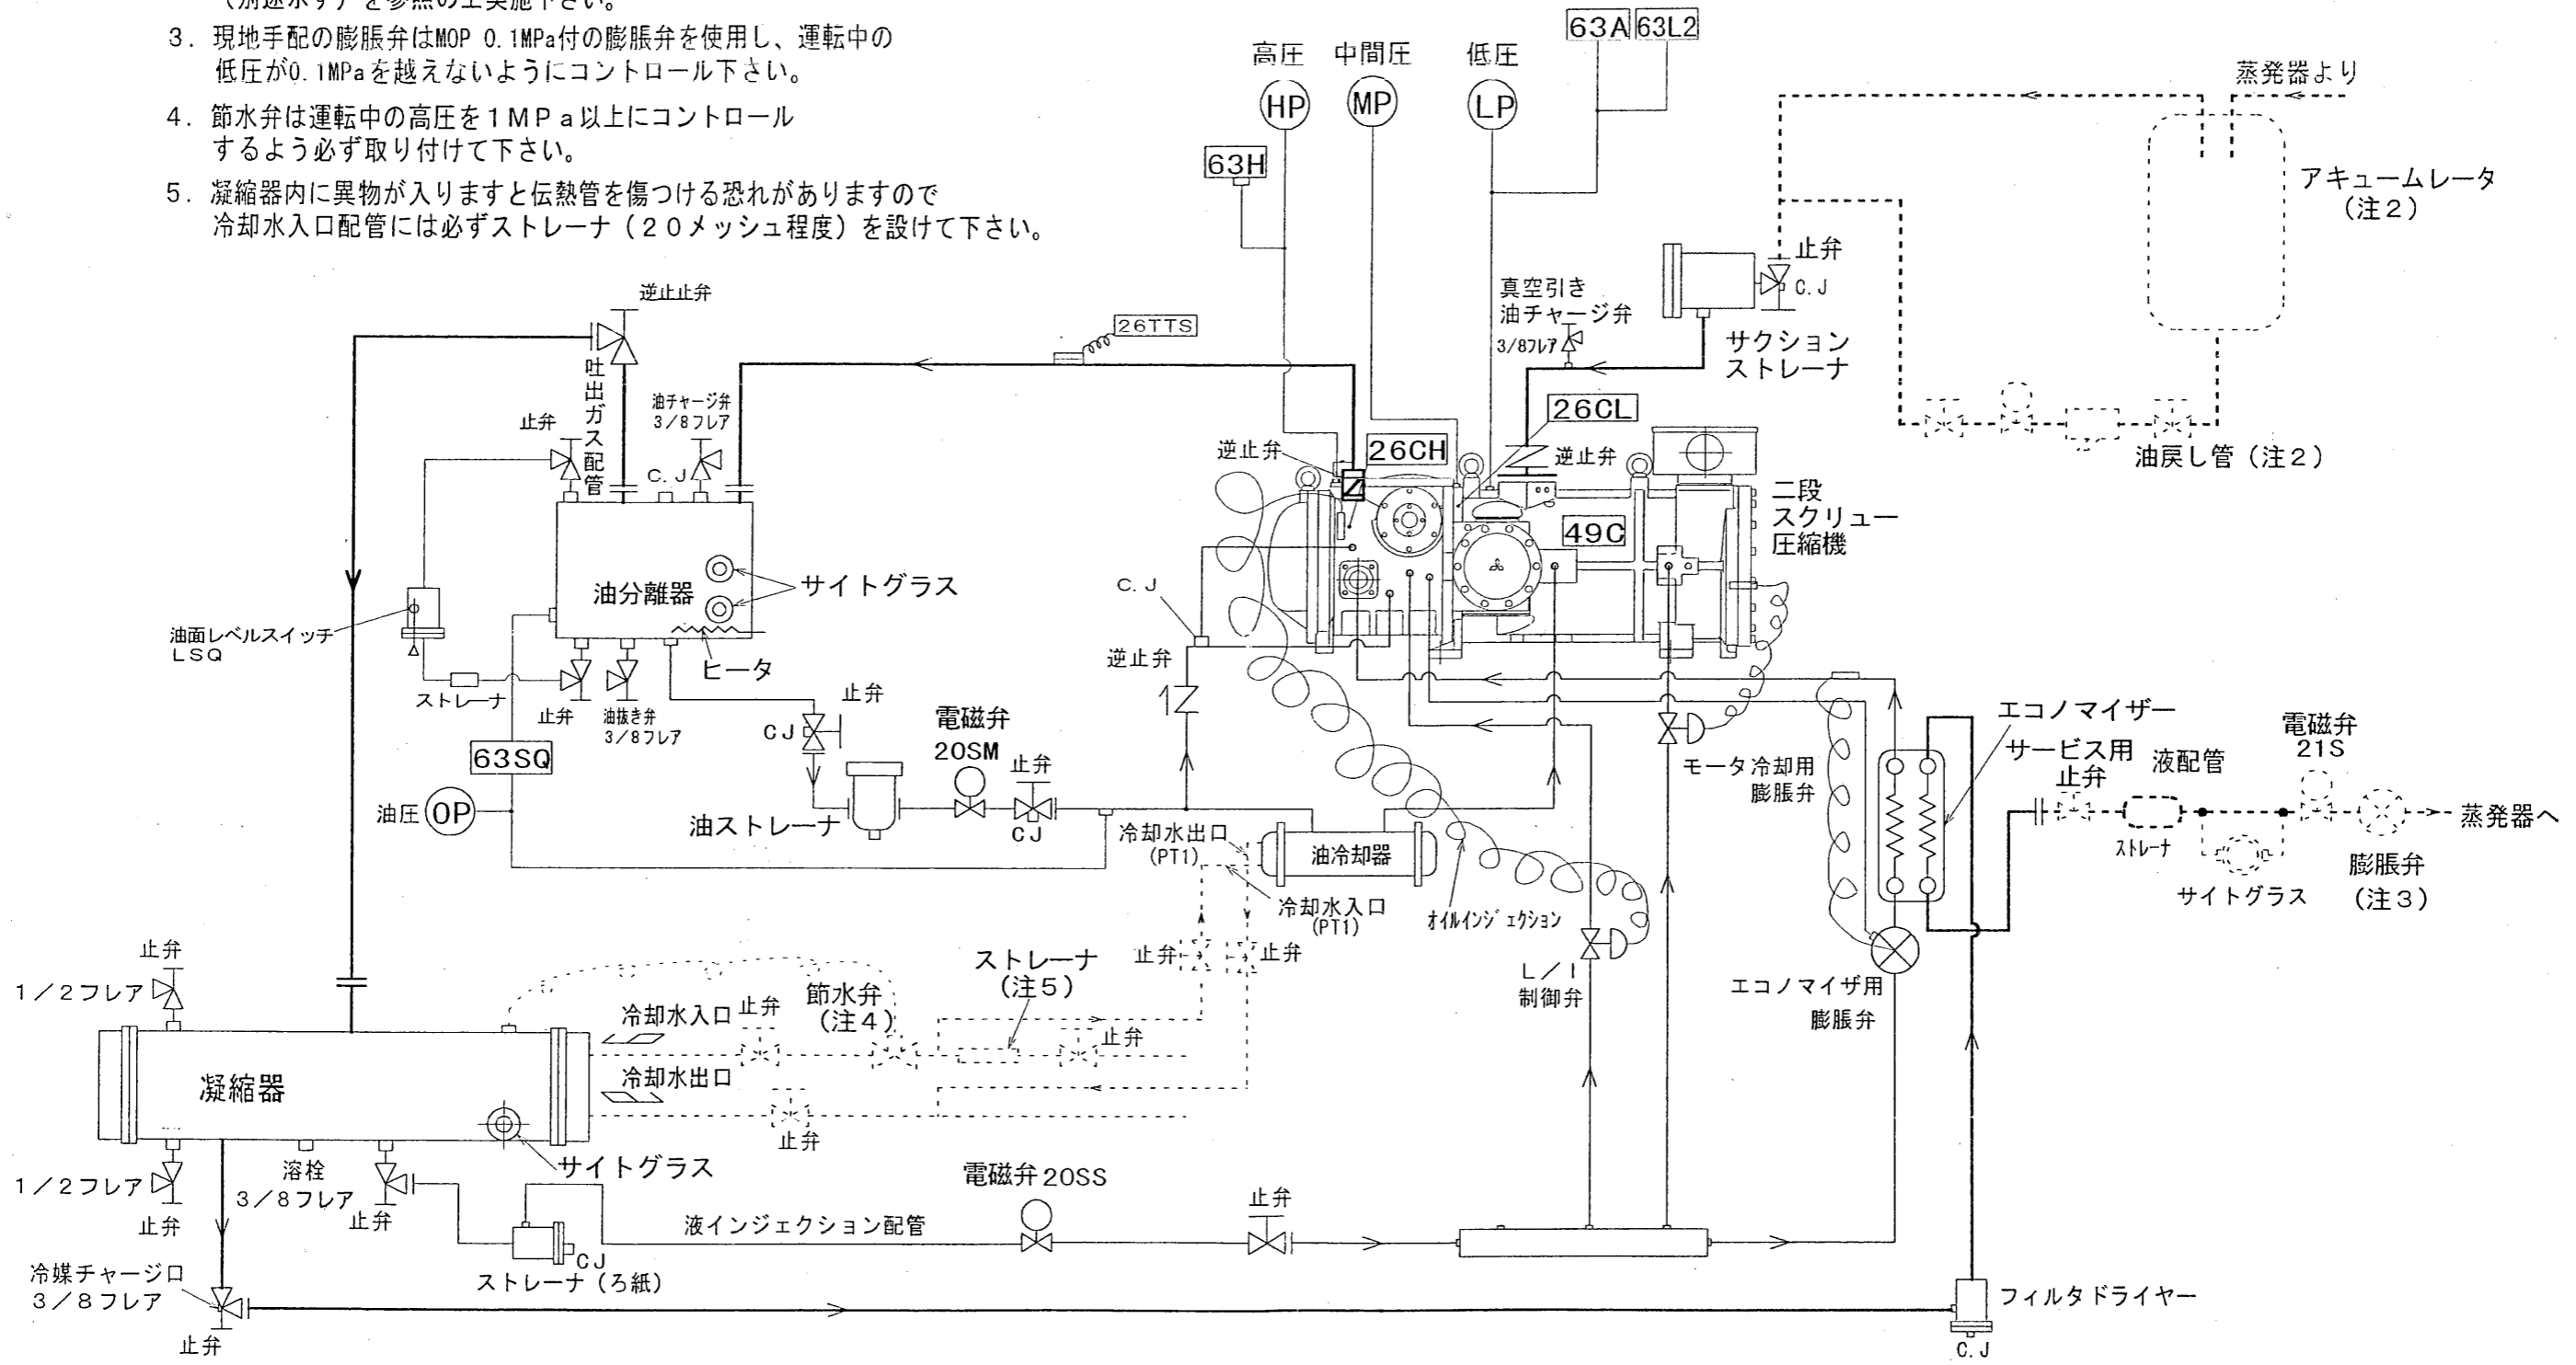 (別途示す)を参照の上実施下さい。
3. 現地手配の膨脹弁はMOP 0.1MPa付の膨脹弁を使用し、運転中の
低圧が0.1MPaを越えないようにコントロール下さい。
4. 節水弁は運転中の高圧を1MPa以上にコントロール
するよう必ず取り付けて下さい。
5. 凝縮器内に異物が入りますと伝熱管を傷つける恐れがありますので
冷却水入口配管には必ずストレーナ(20メッシュ程度)を設けて下さい。
63A
63L2
高圧
中間圧
低圧
HP
MP
LP
63H
蒸発器より
アキュームレータ
(注2)
止弁
C.J
サクション
ストレーナ
真空引き
油チャージ弁
3/8フレア
油戻し管(注2)
逆止止弁
26TTS
吐出ガス配管
油チャージ弁
3/8フレア
止弁
C.J
26CL
26CH
逆止弁
逆止弁
49C
二段
スクリュー
圧縮機
油分離器
サイトグラス
ヒータ
油面レベルスイッチ
LSQ
ストレーナ
止弁
油抜き弁
3/8フレア
63SQ
油圧
OP
止弁
CJ
油ストレーナ
電磁弁
20SM
止弁
CJ
C.J
逆止弁
冷却水出口
(PT1)
油冷却器
冷却水入口
(PT1)
オイルインジェクション
止弁
止弁
L/I
制御弁
モータ冷却用
膨脹弁
エコノマイザー
サービス用
止弁
液配管
電磁弁
21S
蒸発器へ
ストレーナ
サイトグラス
膨脹弁
(注3)
エコノマイザ用
膨脹弁
止弁
1/2フレア
凝縮器
冷却水入口
止弁
節水弁
(注4)
ストレーナ
(注5)
止弁
冷却水出口
止弁
サイトグラス
1/2フレア
止弁
溶栓
3/8フレア
止弁
液インジェクション配管
電磁弁20SS
止弁
CJ
ストレーナ(ろ紙)
冷媒チャージ口
3/8フレア
止弁
フィルタドライヤー
C.J